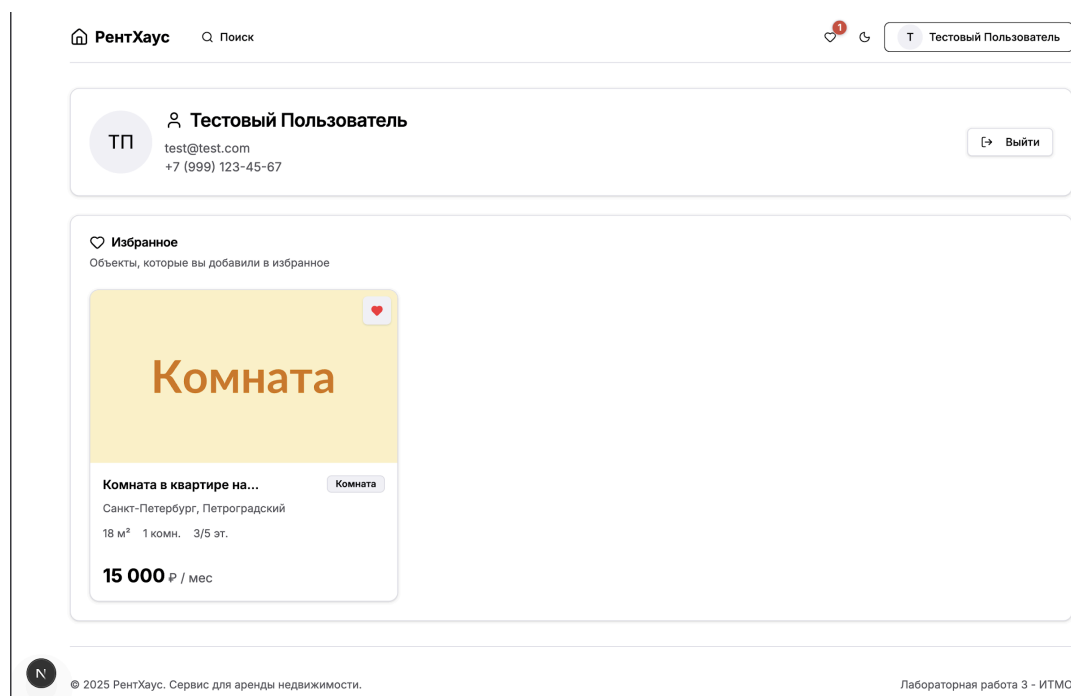 РентХаус Поиск 1 Т Тестовый Пользователь
ТП
Тестовый Пользователь
test@test.com
+7 (999) 123-45-67
Выйти
Избранное
Объекты, которые вы добавили в избранное
Комната
Комната в квартире на... Комната
Санкт-Петербург, Петроградский
18 м² 1 комн. 3/5 эт.
15 000 ₽ / мес
N
© 2025 РентХаус. Сервис для аренды недвижимости. Лабораторная работа 3 - ИТМО